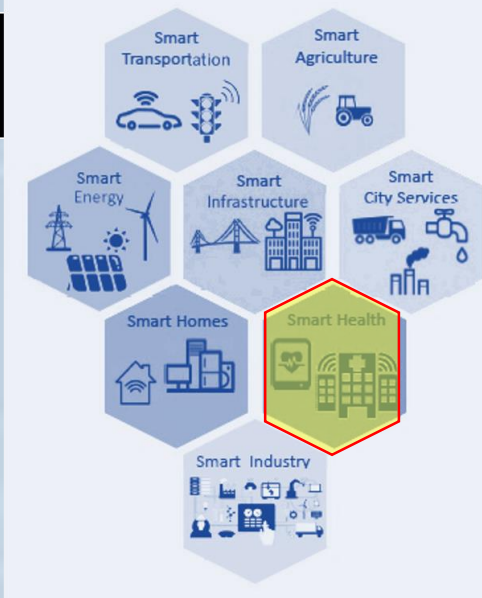 Smart
Transportation
Smart
Agriculture
Smart
Energy
Smart
Infrastructure
Smart
City Services
Smart Homes
Smart Health
Smart Industry